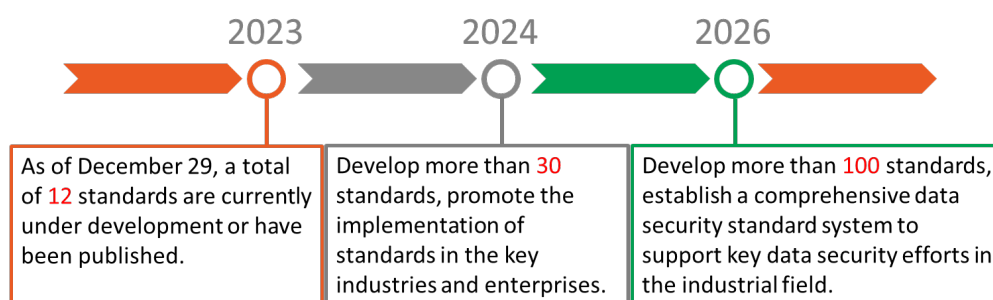 2023
2024
2026
As of December 29, a total
of 12 standards are currently
under development or have
been published.
Develop more than 30
standards, promote the
implementation of
standards in the key
industries and enterprises.
Develop more than 100 standards,
establish a comprehensive data
security standard system to
support key data security efforts in
the industrial field.